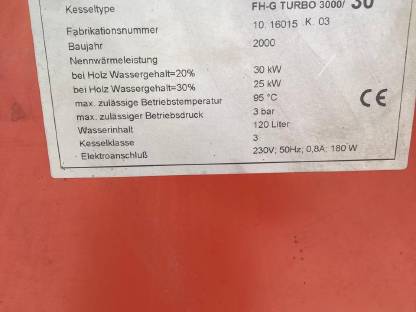 Kesseltype FH-G TURBO 3000/ 30
Fabrikationsnummer 10 16015 K 03
Baujahr 2000
Nennwärmeleistung
bei Holz Wassergehalt=20% 30 kW
bei Holz Wassergehalt=30% 25 kW
max. zulässige Betriebstemperatur 95 °C
max. zulässiger Betriebsdruck 3 bar
Wasserinhalt 120 Liter
Kesselklasse 3
Elektroanschluß 230V; 50Hz; 0,8A; 180 W
CE